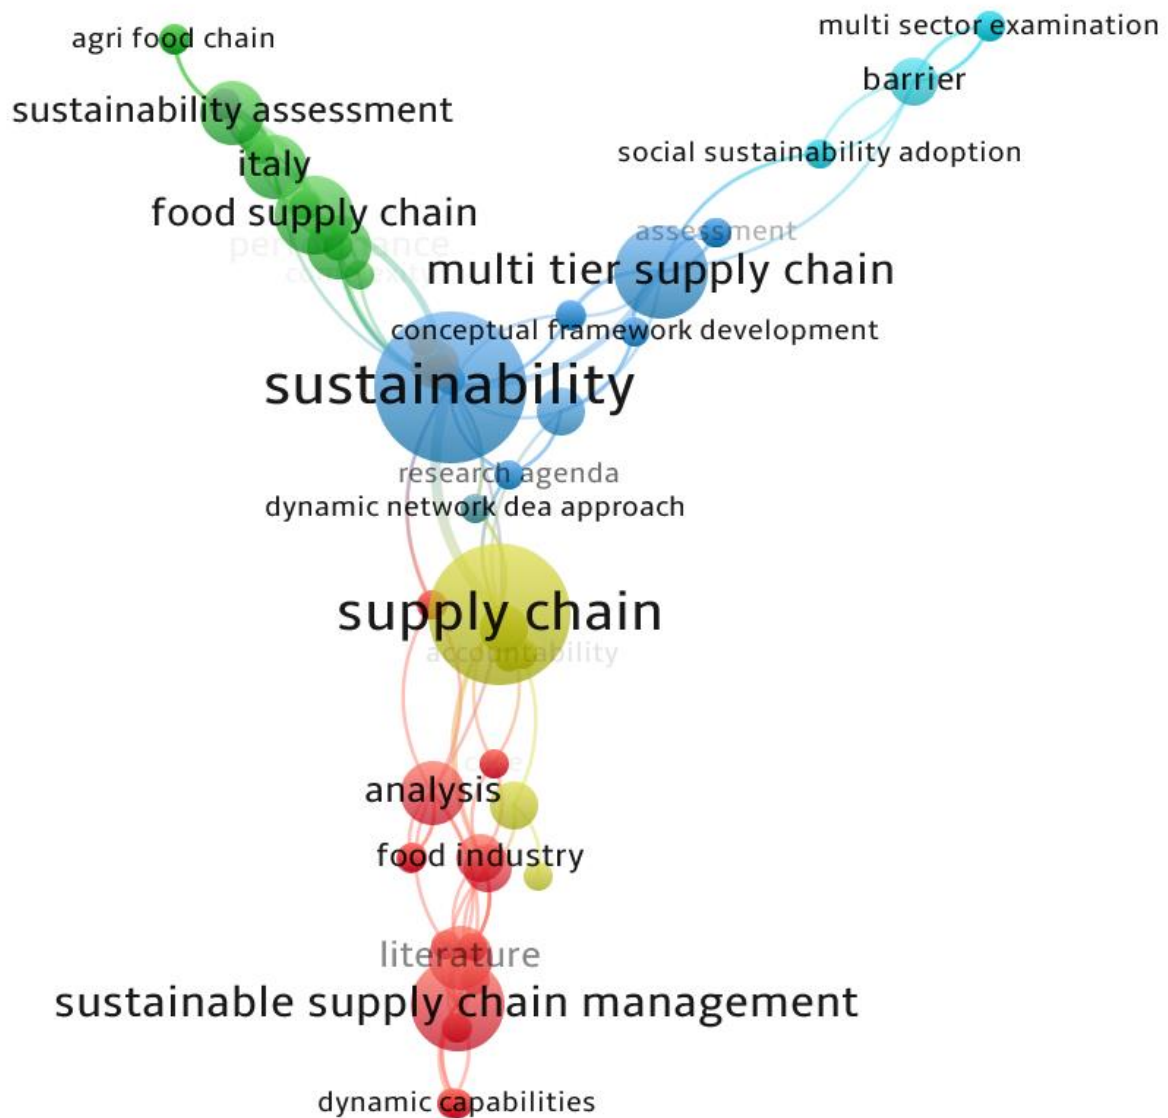 agri food chain
multi sector examination
barrier
sustainability assessment
social sustainability adoption
italy
food supply chain
assessment
performance
multi tier supply chain
conceptual framework development
sustainability
research agenda
dynamic network dea approach
supply chain
accountability
case
analysis
food industry
literature
sustainable supply chain management
dynamic capabilities